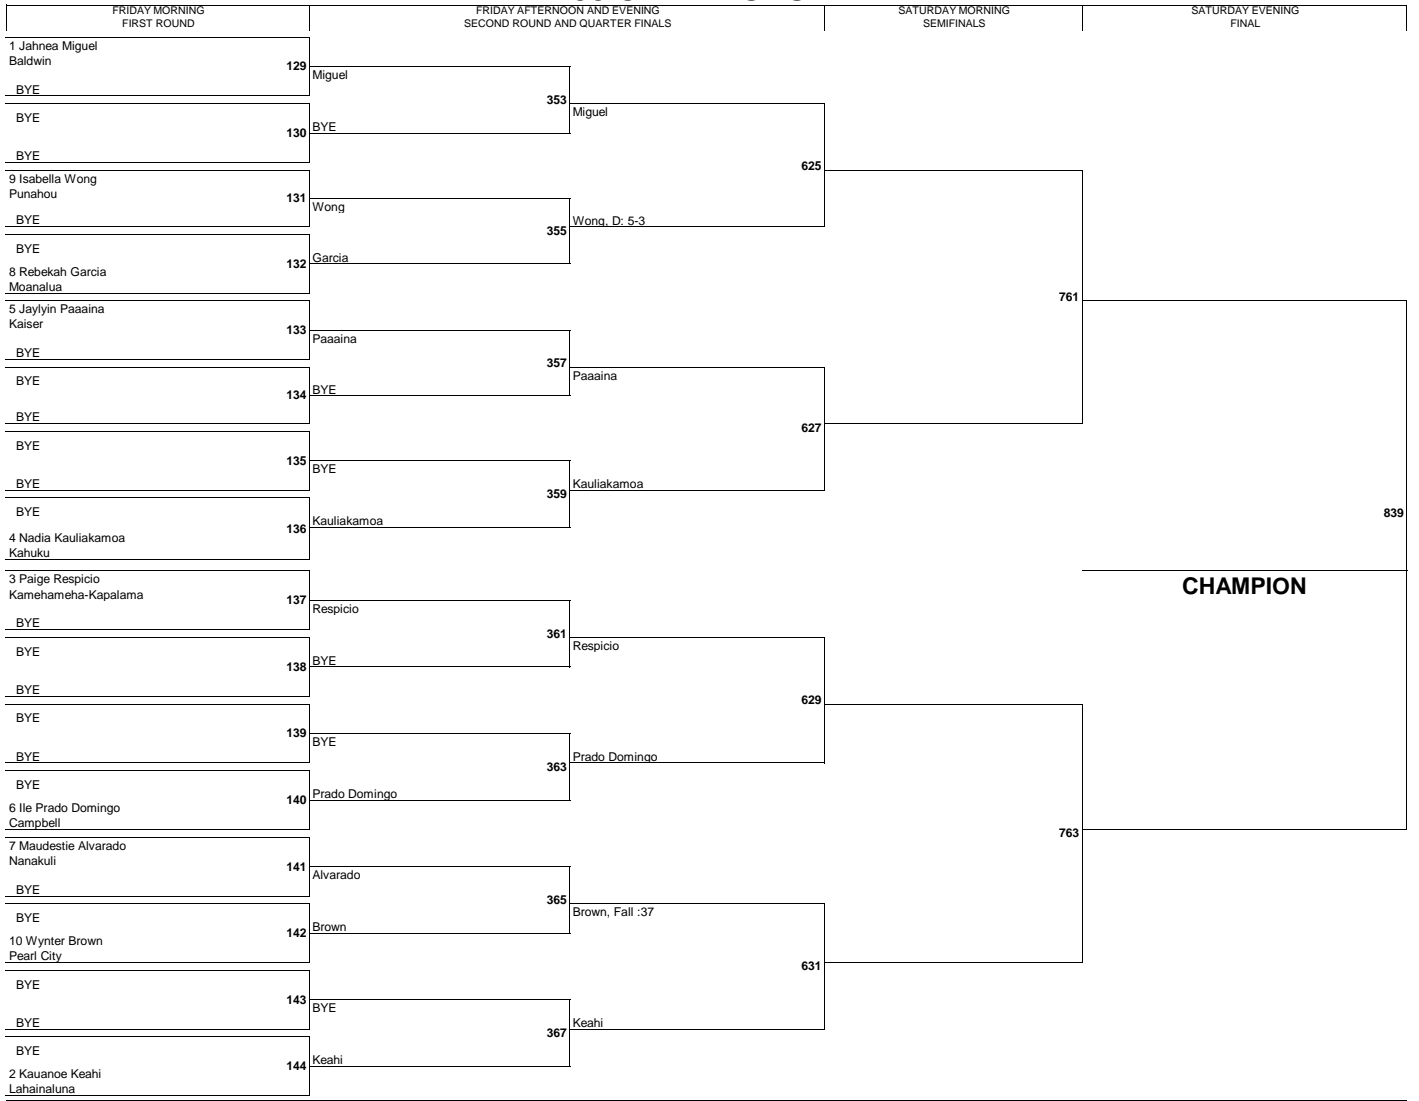 FRIDAY MORNING
FIRST ROUND
FRIDAY AFTERNOON AND EVENING
SECOND ROUND AND QUARTER FINALS
SATURDAY MORNING
SEMIFINALS
SATURDAY EVENING
FINAL
1 Jahnea Miguel
Baldwin
129
BYE
BYE
130
BYE
9 Isabella Wong
Punahou
131
BYE
BYE
132
8 Rebekah Garcia
Moanalua
5 Jaylyin Paaaina
Kaiser
133
BYE
BYE
134
BYE
BYE
135
BYE
BYE
136
4 Nadia Kauliakamoa
Kahuku
3 Paige Respicio
Kamehameha-Kapalama
137
BYE
BYE
138
BYE
BYE
139
BYE
BYE
140
6 Ile Prado Domingo
Campbell
7 Maudestie Alvarado
Nanakuli
141
BYE
BYE
142
10 Wynter Brown
Pearl City
BYE
143
BYE
BYE
144
2 Kauanoe Keahi
Lahainaluna
Miguel
353
BYE
Wong
355
Garcia
Paaaina
357
BYE
BYE
359
Kauliakamoa
Respicio
361
BYE
BYE
363
Prado Domingo
Alvarado
365
Brown
BYE
367
Keahi
Miguel
625
Wong, D: 5-3
Paaaina
627
Kauliakamoa
Respicio
629
Prado Domingo
Brown, Fall :37
631
Keahi
761
763
839
CHAMPION